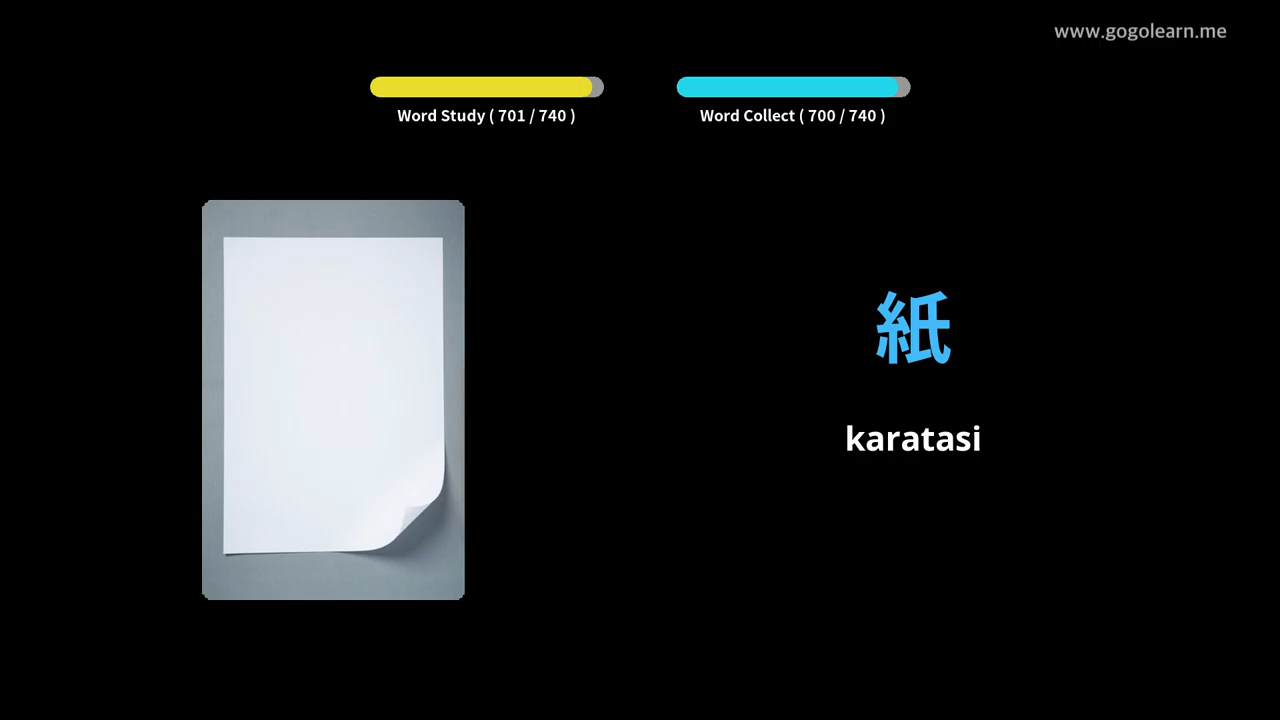 www.gogolearn.me
Word Study ( 701 / 740 )
Word Collect ( 700 / 740 )
紙
karatasi